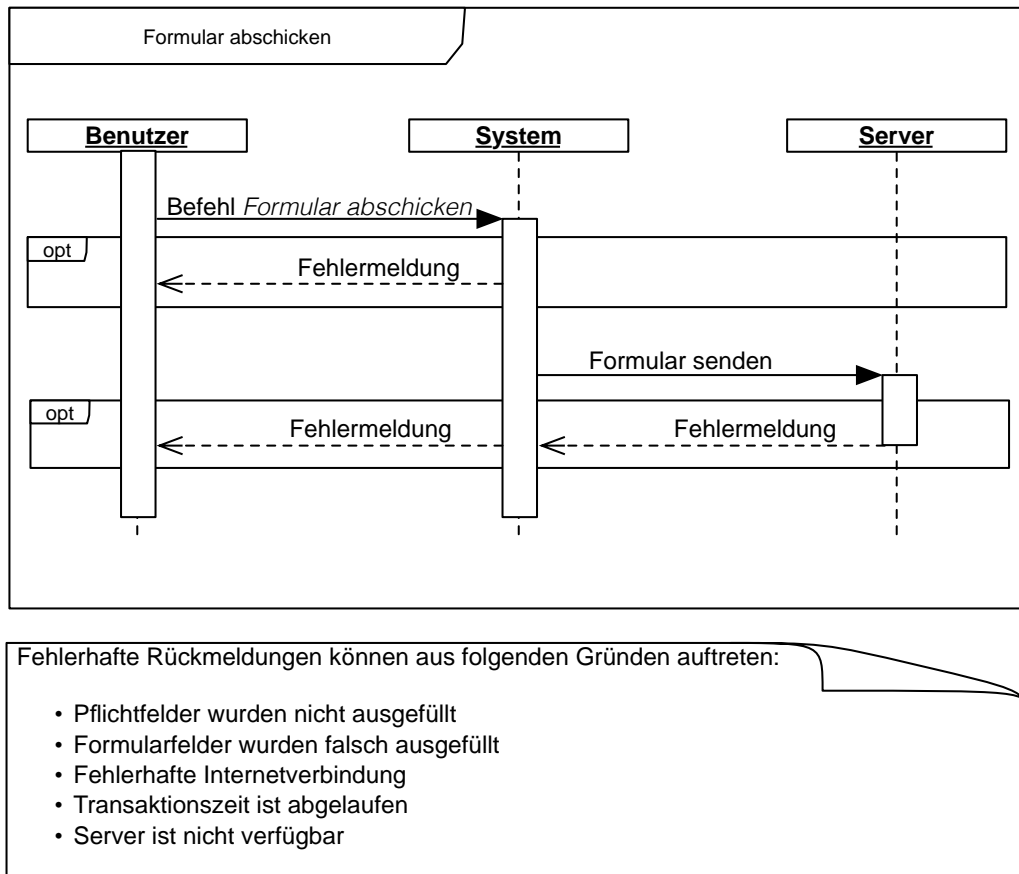 Formular abschicken
Benutzer System Server
Befehl Formular abschicken
opt
Fehlermeldung
Formular senden
opt
Fehlermeldung Fehlermeldung
Fehlerhafte Rückmeldungen können aus folgenden Gründen auftreten:
• Pflichtfelder wurden nicht ausgefüllt
• Formularfelder wurden falsch ausgefüllt
• Fehlerhafte Internetverbindung
• Transaktionszeit ist abgelaufen
• Server ist nicht verfügbar